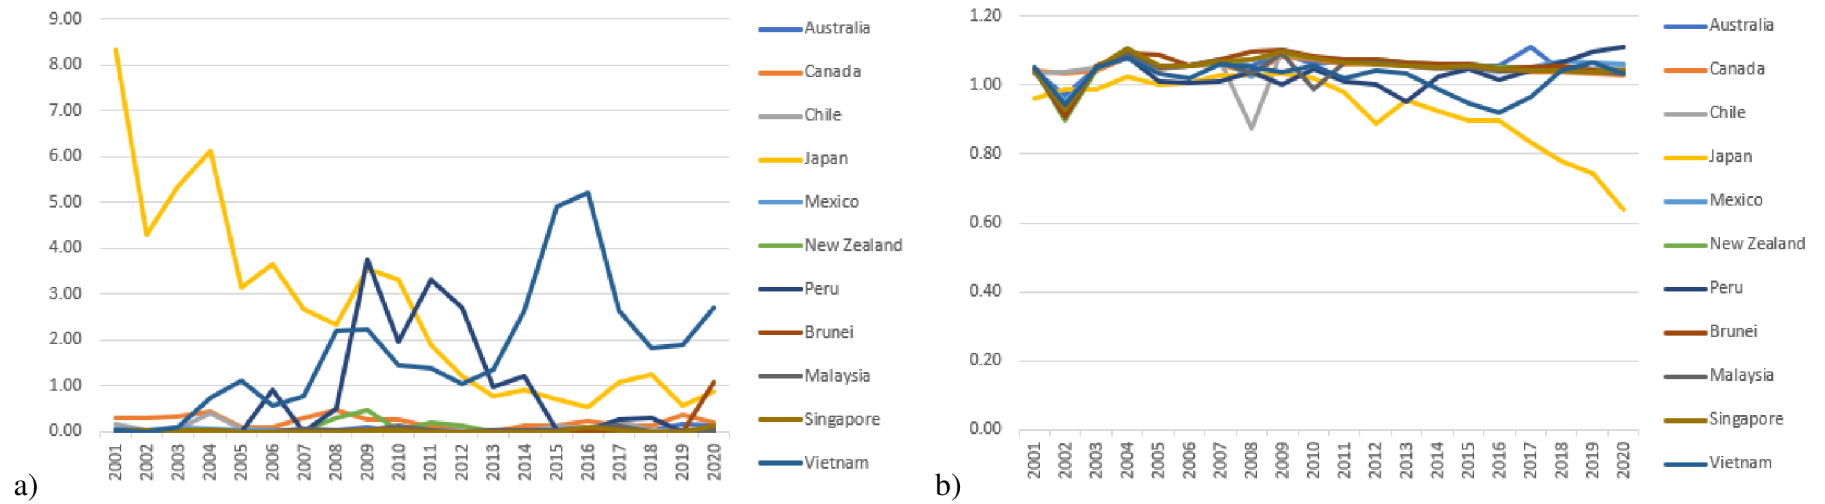 9.00
8.00
7.00
6.00
5.00
4.00
3.00
2.00
1.00
0.00
2001 2002 2003 2004 2005 2006 2007 2008 2009 2010 2011 2012 2013 2014 2015 2016 2017 2018 2019 2020
Australia
Canada
Chile
Japan
Mexico
New Zealand
Peru
Brunei
Malaysia
Singapore
Vietnam
a)
1.20
1.00
0.80
0.60
0.40
0.20
0.00
2001 2002 2003 2004 2005 2006 2007 2008 2009 2010 2011 2012 2013 2014 2015 2016 2017 2018 2019 2020
Australia
Canada
Chile
Japan
Mexico
New Zealand
Peru
Brunei
Malaysia
Singapore
Vietnam
b)